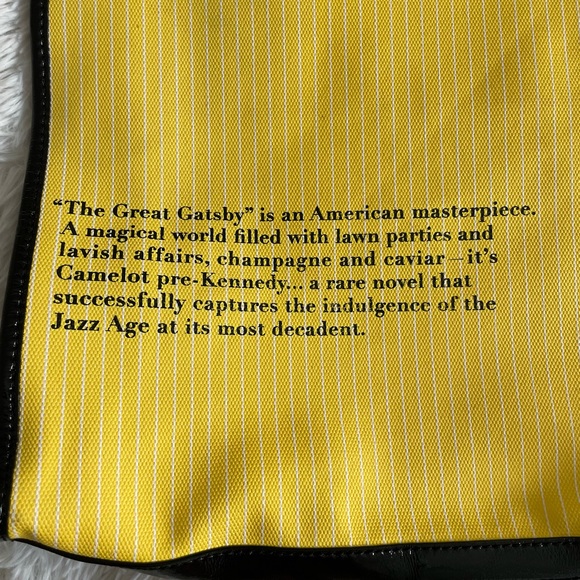 “The Great Gatsby” is an American masterpiece.
A magical world filled with lawn parties and
lavish affairs, champagne and caviar—it’s
Camelot pre-Kennedy... a rare novel that
successfully captures the indulgence of the
Jazz Age at its most decadent.